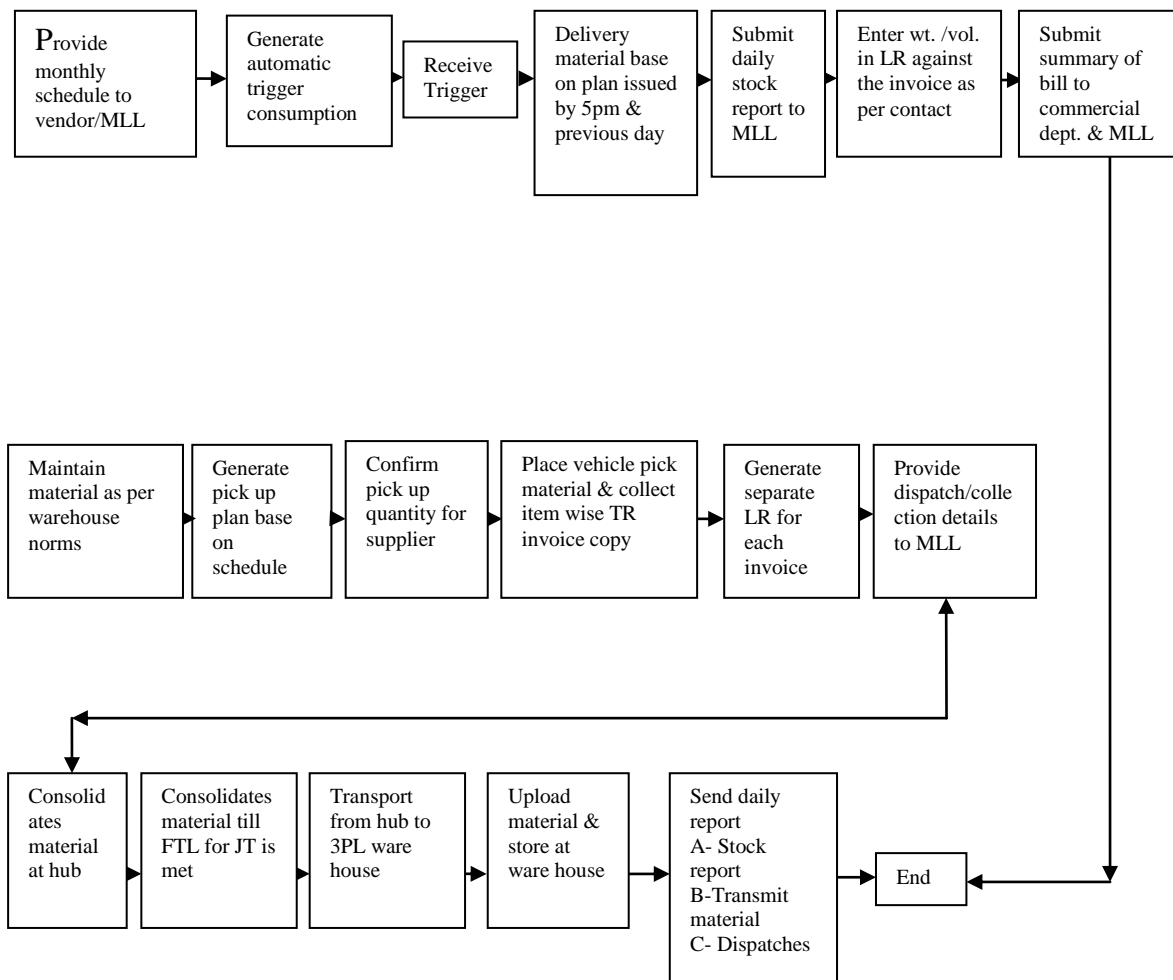 Provide
monthly
schedule to
vendor/MLL
Generate
automatic
trigger
consumption
Receive
Trigger
Delivery
material base
on plan issued
by 5pm &
previous day
Submit
daily
stock
report to
MLL
Enter wt. /vol.
in LR against
the invoice as
per contact
Submit
summary of
bill to
commercial
dept. & MLL
Maintain
material as per
warehouse
norms
Generate
pick up
plan base
on
schedule
Confirm
pick up
quantity for
supplier
Place vehicle pick
material & collect
item wise TR
invoice copy
Generate
separate
LR for
each
invoice
Provide
dispatch/colle
ction details
to MLL
Consolid
ates
material
at hub
Consolidates
material till
FTL for JT is
met
Transport
from hub to
3PL ware
house
Upload
material &
store at
ware house
Send daily
report
A- Stock
report
B-Transmit
material
C- Dispatches
End